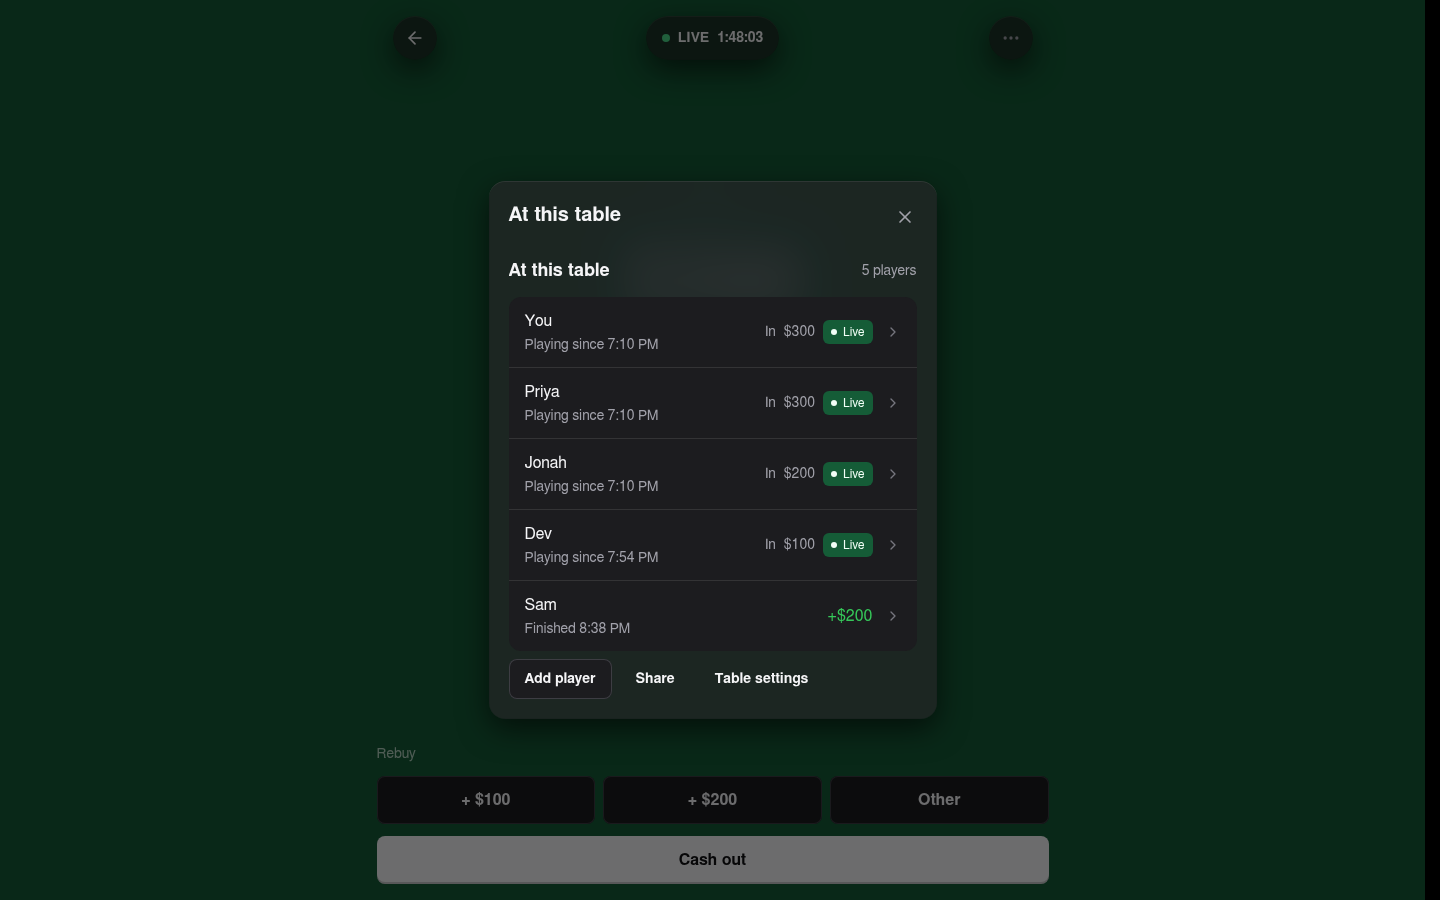 LIVE 1:48:03
At this table
At this table
5 players
You
Playing since 7:10 PM
In $300 Live
Priya
Playing since 7:10 PM
In $300 Live
Jonah
Playing since 7:10 PM
In $200 Live
Dev
Playing since 7:54 PM
In $100 Live
Sam
Finished 8:38 PM
+$200
Add player
Share
Table settings
Rebuy
+ $100
+ $200
Other
Cash out